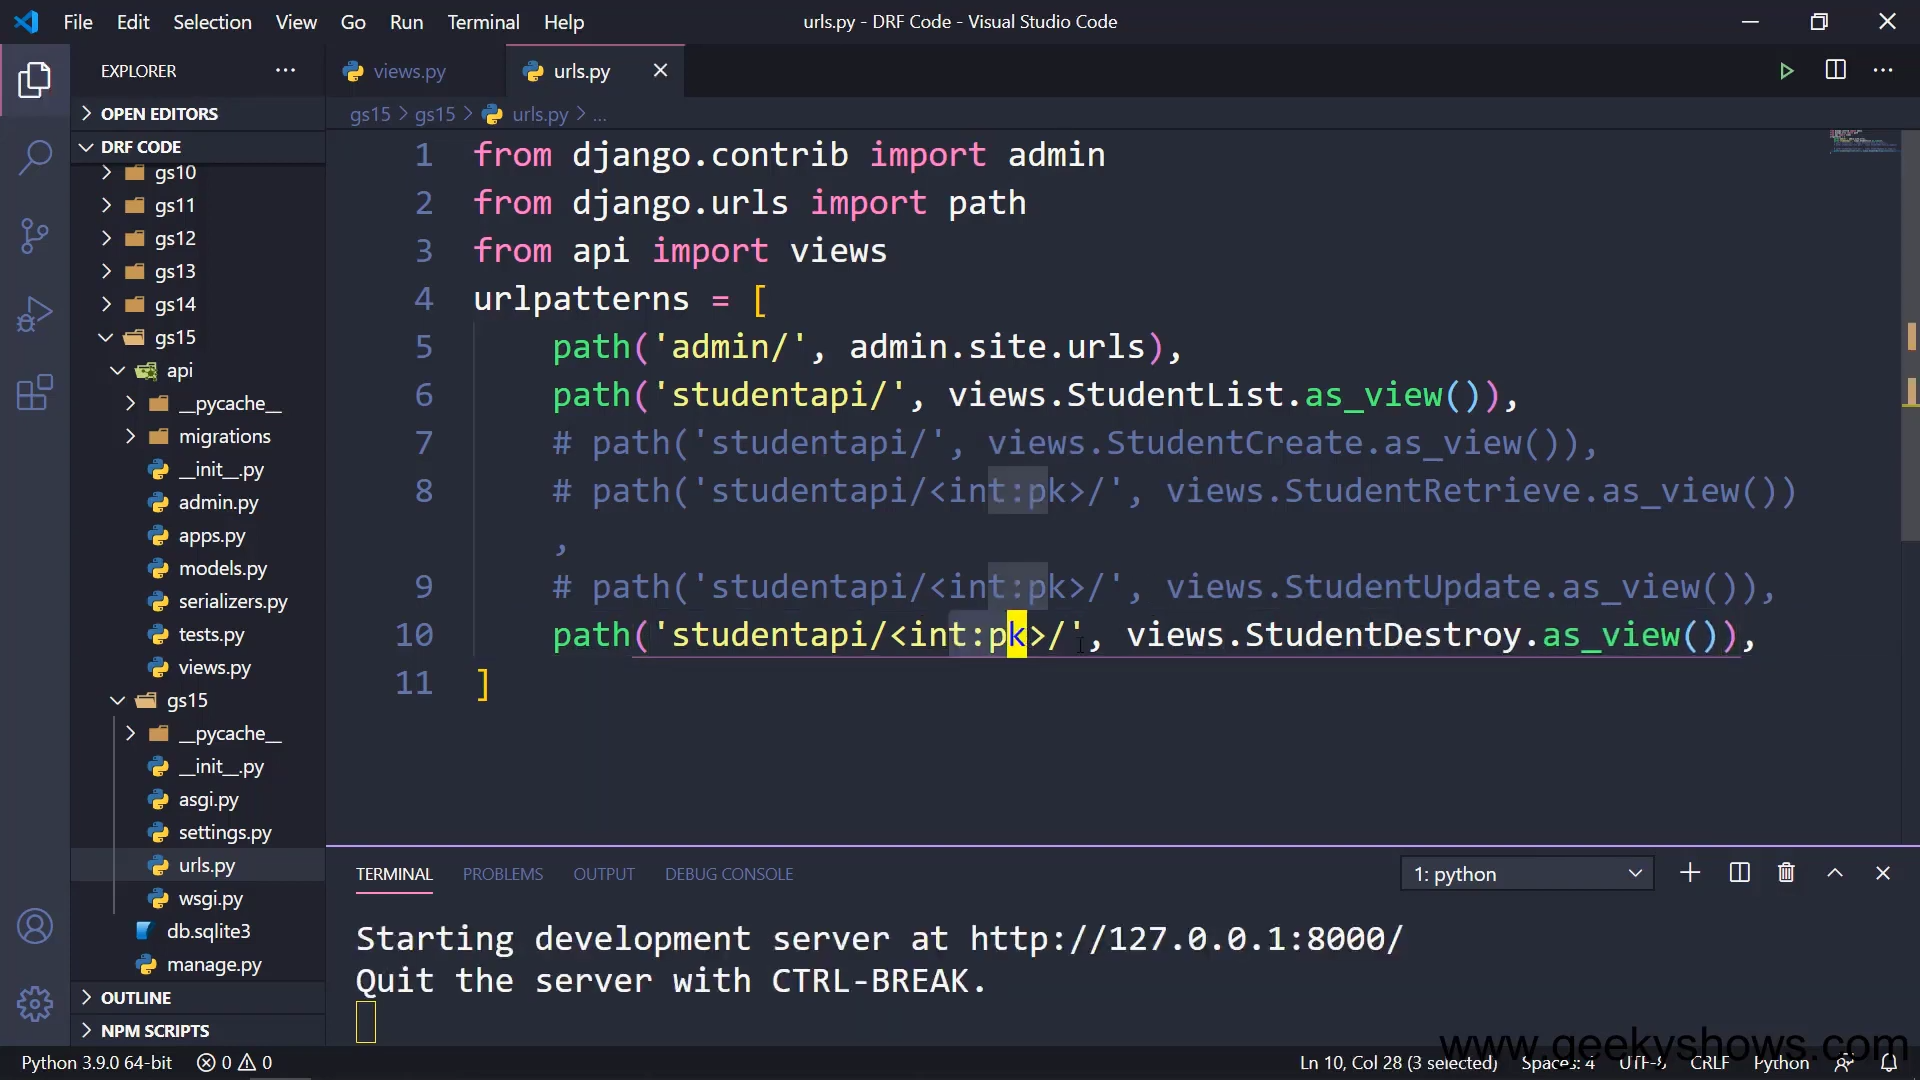 File Edit Selection View Go Run Terminal Help
urls.py - DRF Code - Visual Studio Code
EXPLORER
views.py
urls.py
OPEN EDITORS
gs15 > gs15 > urls.py > ...
DRF CODE
gs10
gs11
gs12
gs13
gs14
gs15
api
__pycache__
migrations
__init__.py
admin.py
apps.py
models.py
serializers.py
tests.py
views.py
gs15
__pycache__
__init__.py
asgi.py
settings.py
urls.py
wsgi.py
db.sqlite3
manage.py
OUTLINE
NPM SCRIPTS
1 from django.contrib import admin
2 from django.urls import path
3 from api import views
4 urlpatterns = [
5 path('admin/', admin.site.urls),
6 path('studentapi/', views.StudentList.as_view()),
7 # path('studentapi/', views.StudentCreate.as_view()),
8 # path('studentapi/<int:pk>/', views.StudentRetrieve.as_view())
,
9 # path('studentapi/<int:pk>/', views.StudentUpdate.as_view()),
10 path('studentapi/<int:pk>/', views.StudentDestroy.as_view()),
11 ]
TERMINAL PROBLEMS OUTPUT DEBUG CONSOLE
1: python
Starting development server at http://127.0.0.1:8000/
Quit the server with CTRL-BREAK.
www.geekyshows.com
Python 3.9.0 64-bit 0 0
Ln 10, Col 28 (3 selected) Spaces: 4 UTF-8 CRLF Python